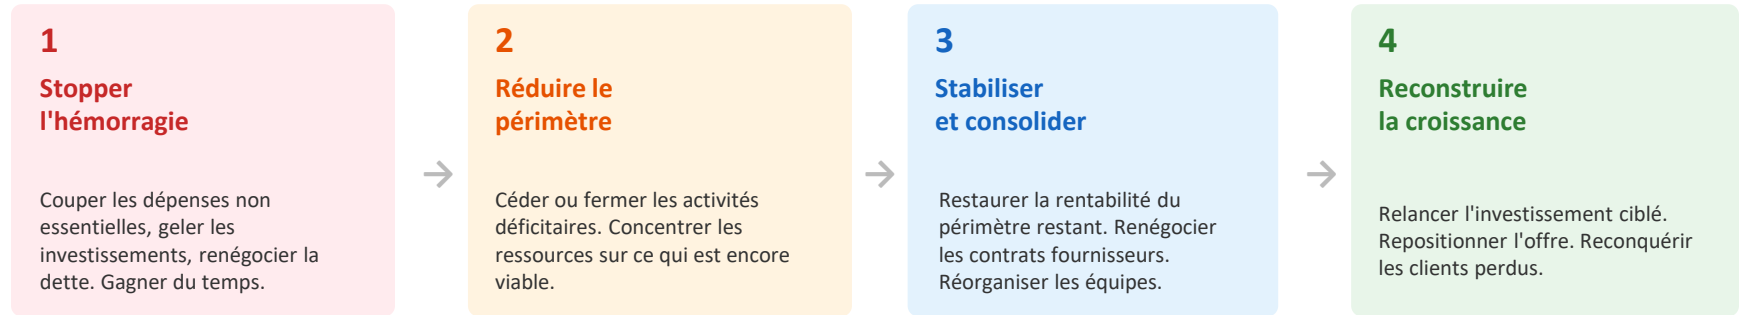 1
Stopper
l'hémorragie
Couper les dépenses non
essentielles, geler les
investissements, renégocier la
dette. Gagner du temps.
2
Réduire le
périmètre
Céder ou fermer les activités
déficitaires. Concentrer les
ressources sur ce qui est encore
viable.
3
Stabiliser
et consolider
Restaurer la rentabilité du
périmètre restant. Renégocier
les contrats fournisseurs.
Réorganiser les équipes.
4
Reconstruire
la croissance
Relancer l'investissement ciblé.
Repositionner l'offre. Reconquérir
les clients perdus.